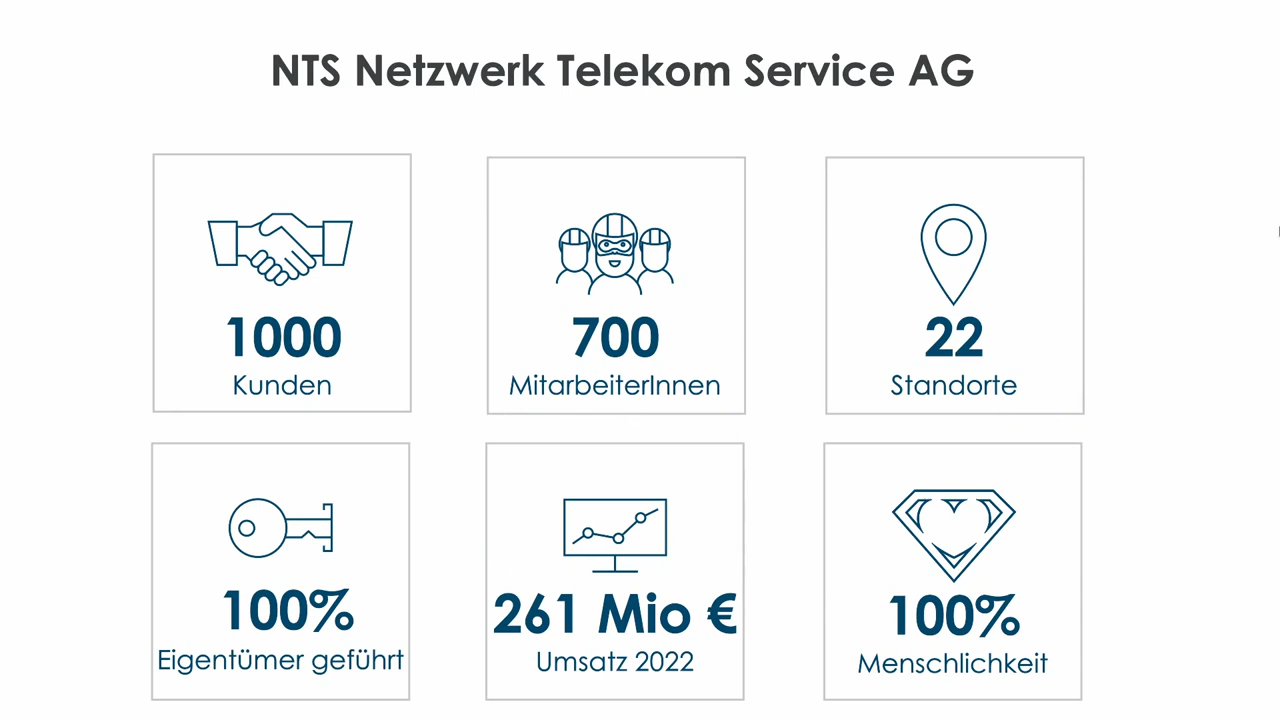 NTS Netzwerk Telekom Service AG
1000
Kunden
700
MitarbeiterInnen
22
Standorte
100%
Eigentümer geführt
261 Mio €
Umsatz 2022
100%
Menschlichkeit